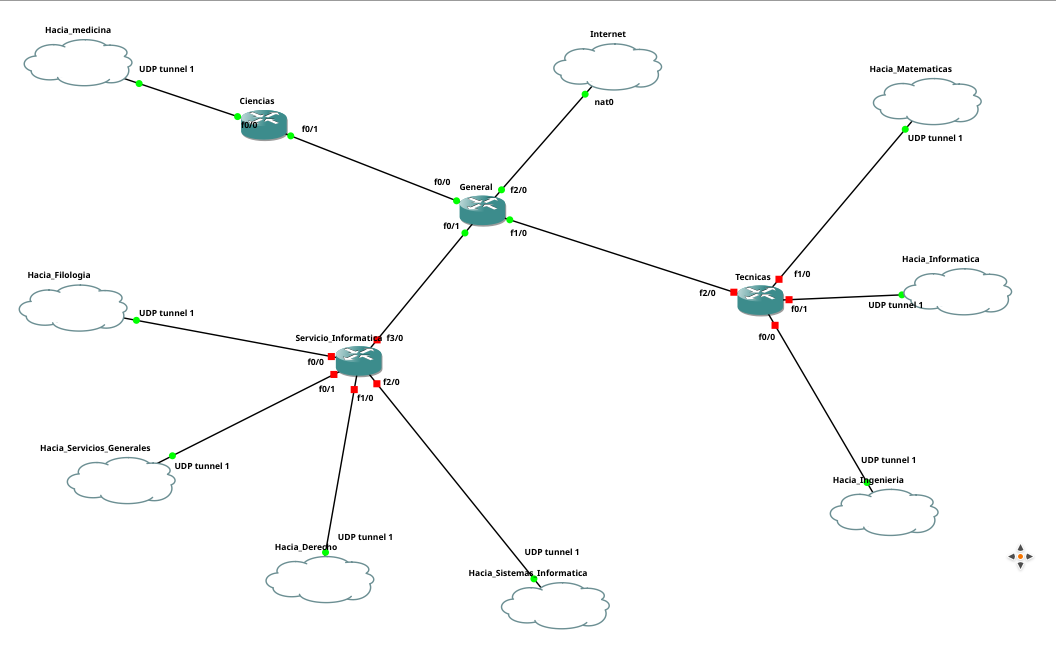 Hacia_medicina
UDP tunnel 1
Internet
nat0
Hacia_Matematicas
UDP tunnel 1
Ciencias
f0/0
f0/1
f0/0
General
f2/0
f0/1
f1/0
Hacia_Informatica
UDP tunnel 1
Tecnicas
f1/0
f2/0
f0/1
f0/0
Hacia_Filologia
UDP tunnel 1
Servicio_Informatica
f3/0
f0/0
f2/0
f0/1
f1/0
Hacia_Servicios_Generales
UDP tunnel 1
UDP tunnel 1
Hacia_Ingenieria
UDP tunnel 1
Hacia_Derecho
UDP tunnel 1
Hacia_Sistemas_Informatica